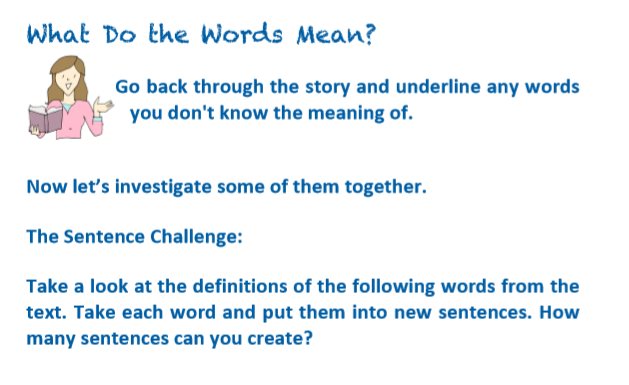 What Do the Words Mean?
Go back through the story and underline any words
you don't know the meaning of.
Now let’s investigate some of them together.
The Sentence Challenge:
Take a look at the definitions of the following words from the
text. Take each word and put them into new sentences. How
many sentences can you create?